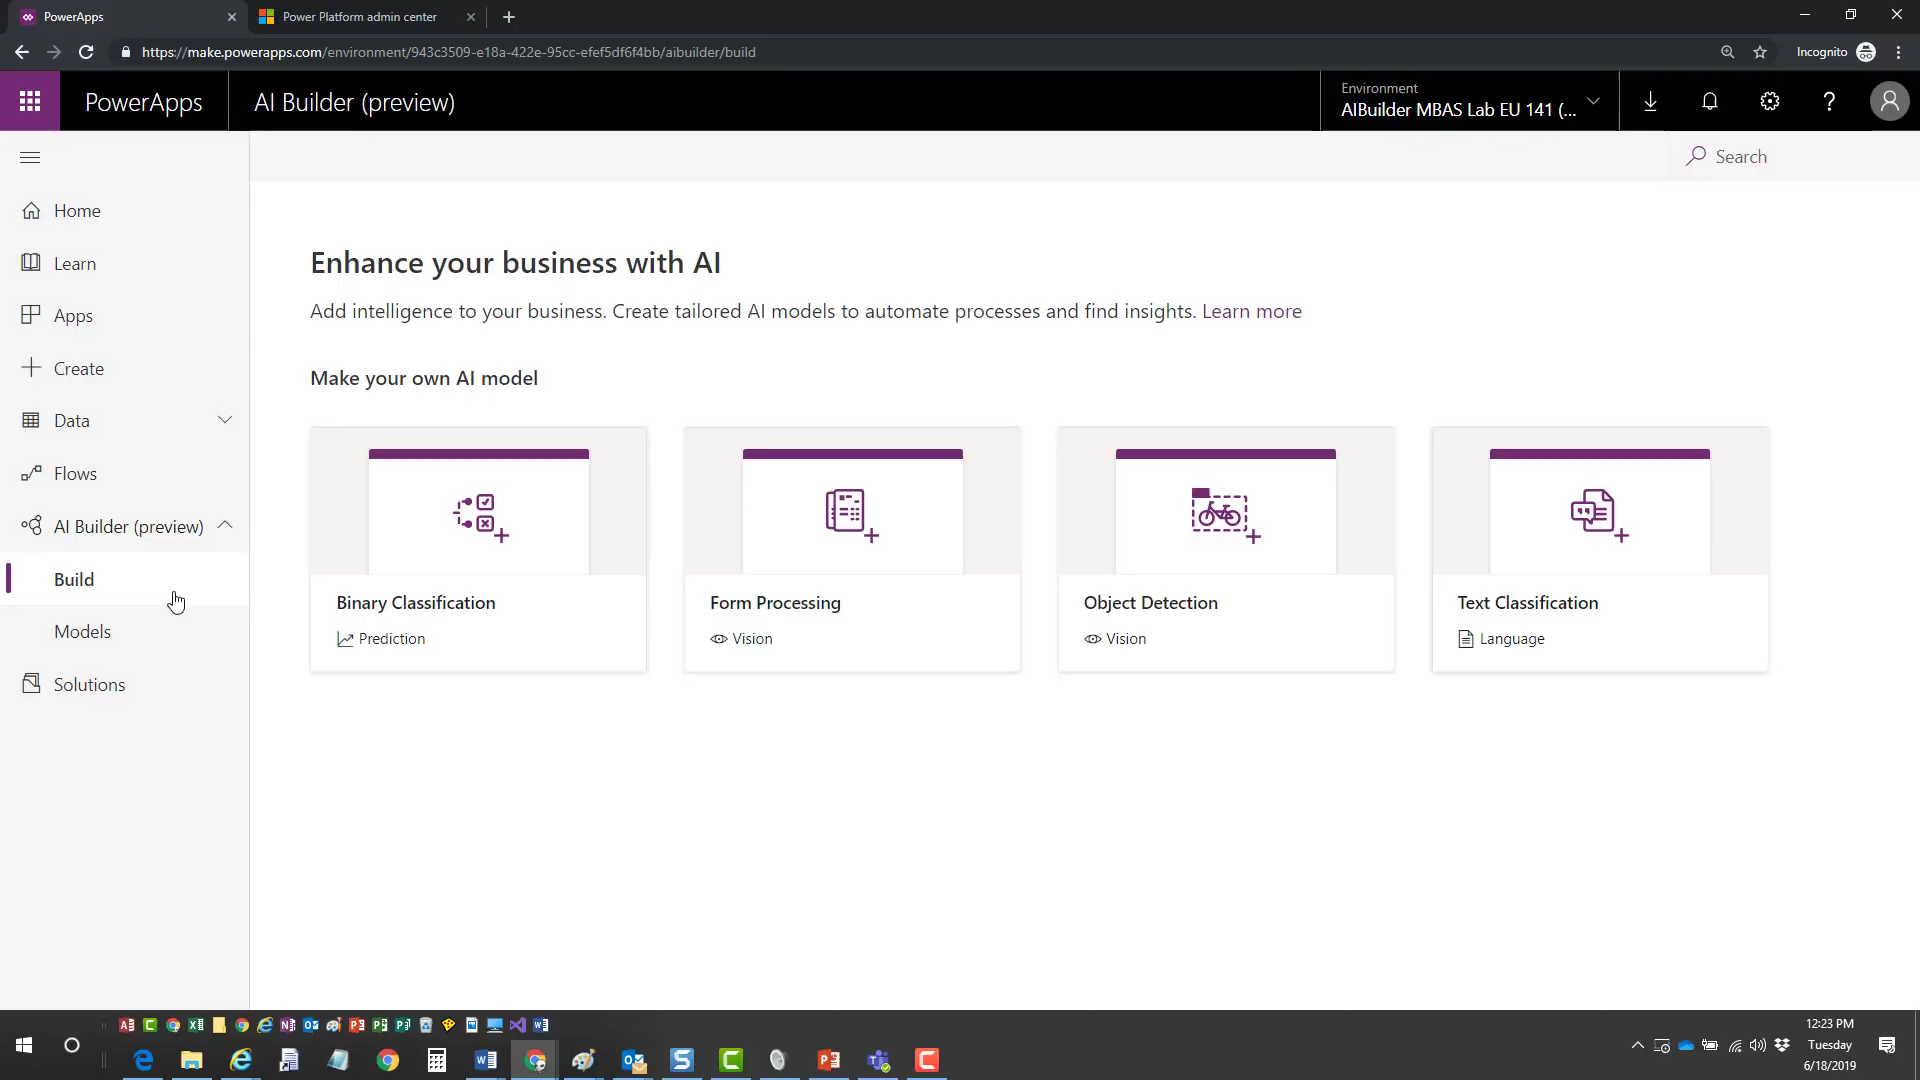 PowerApps
Power Platform admin center
https://make.powerapps.com/environment/943c3509-e18a-422e-95cc-efef5df6f4bb/aibuilder/build
Incognito
PowerApps
AI Builder (preview)
Environment
AIBuilder MBAS Lab EU 141 (...
?
Search
Home
Learn
Apps
Create
Data
Flows
AI Builder (preview)
Build
Models
Solutions
Enhance your business with AI
Add intelligence to your business. Create tailored AI models to automate processes and find insights. Learn more
Make your own AI model
Binary Classification
Prediction
Form Processing
Vision
Object Detection
Vision
Text Classification
Language
12:23 PM
Tuesday
6/18/2019